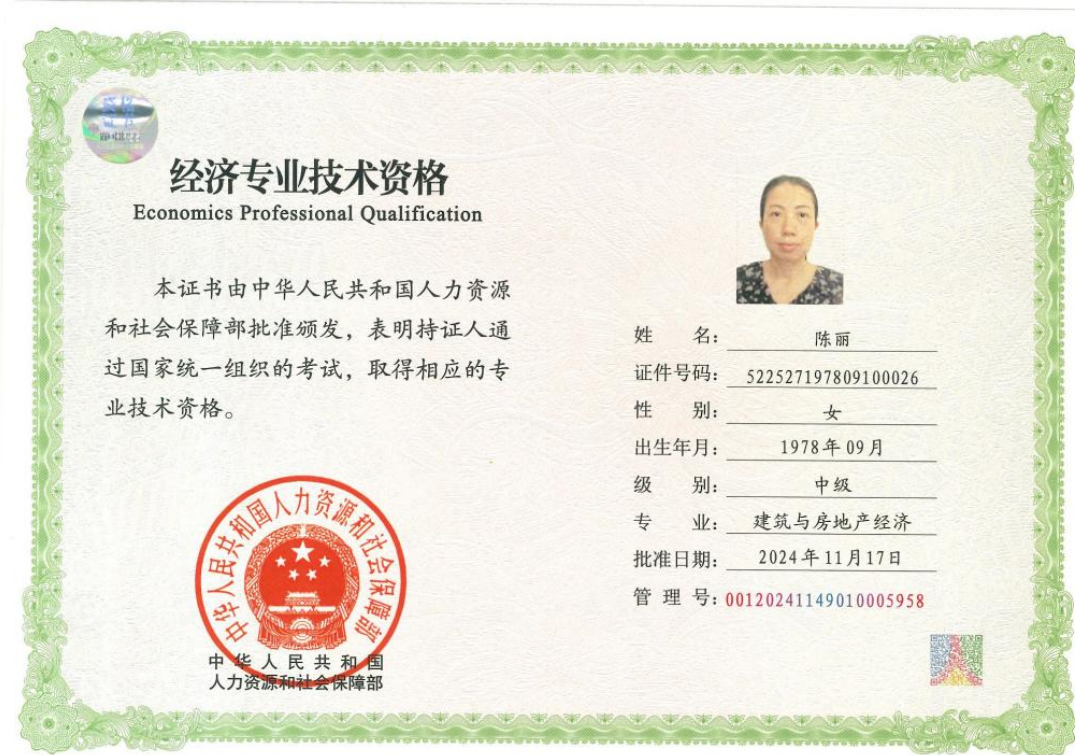 经济专业技术资格
Economics Professional Qualification
本证书由中华人民共和国人力资源
和社会保障部批准颁发，表明持证人通
过国家统一组织的考试，取得相应的专
业技术资格。
中华人民共和国人力资源和社会保障部
中华人民共和国
人力资源和社会保障部
姓 名：陈丽
证件号码：522527197809100026
性 别：女
出生年月：1978年09月
级 别：中级
专 业：建筑与房地产经济
批准日期：2024年11月17日
管 理 号：00120241149010005958